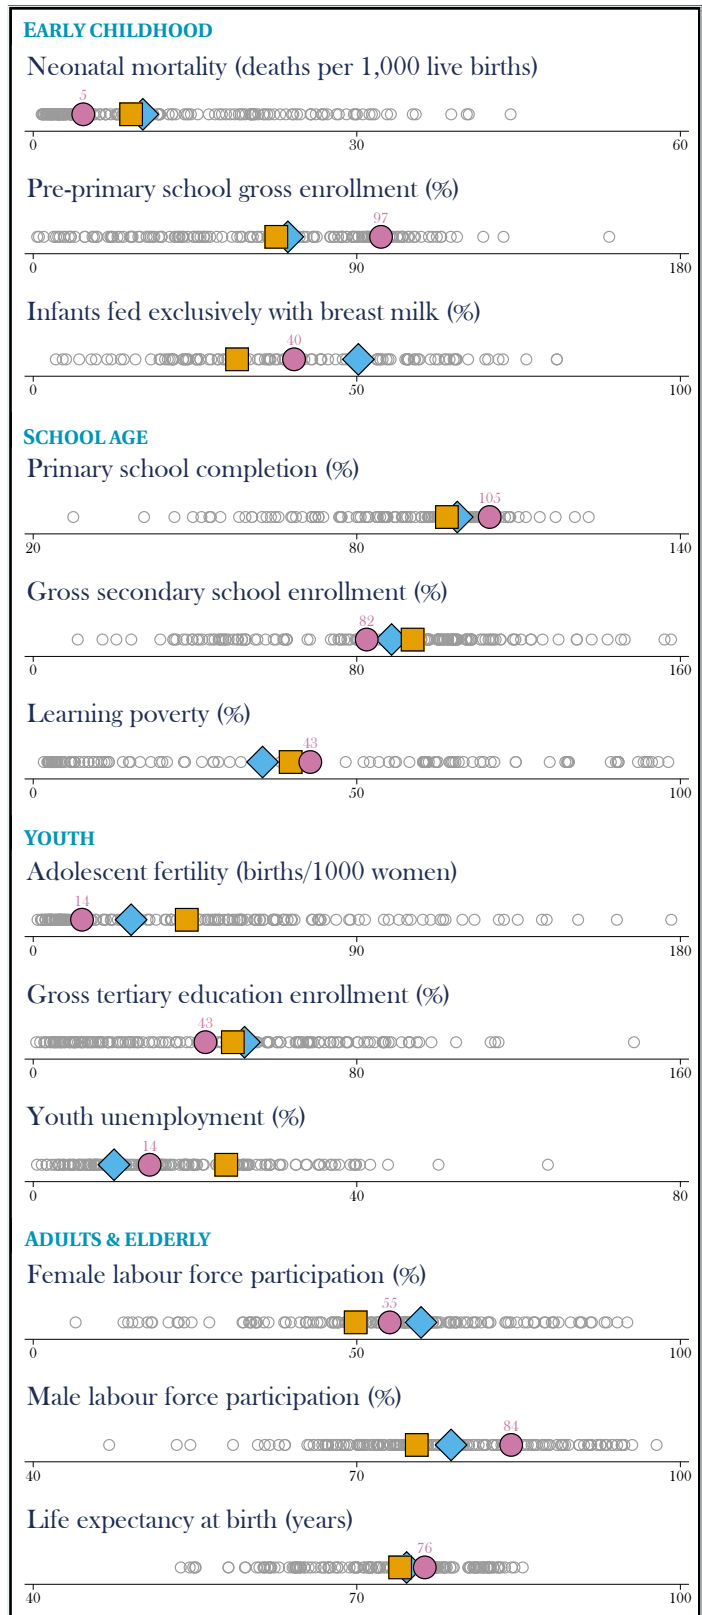 EARLY CHILDHOOD
Neonatal mortality (deaths per 1,000 live births)
5
0 30 60
Pre-primary school gross enrollment (%)
97
0 90 180
Infants fed exclusively with breast milk (%)
40
0 50 100
SCHOOL AGE
Primary school completion (%)
105
20 80 140
Gross secondary school enrollment (%)
82
0 80 160
Learning poverty (%)
43
0 50 100
YOUTH
Adolescent fertility (births/1000 women)
14
0 90 180
Gross tertiary education enrollment (%)
43
0 80 160
Youth unemployment (%)
14
0 40 80
ADULTS & ELDERLY
Female labour force participation (%)
55
0 50 100
Male labour force participation (%)
84
40 70 100
Life expectancy at birth (years)
76
40 70 100